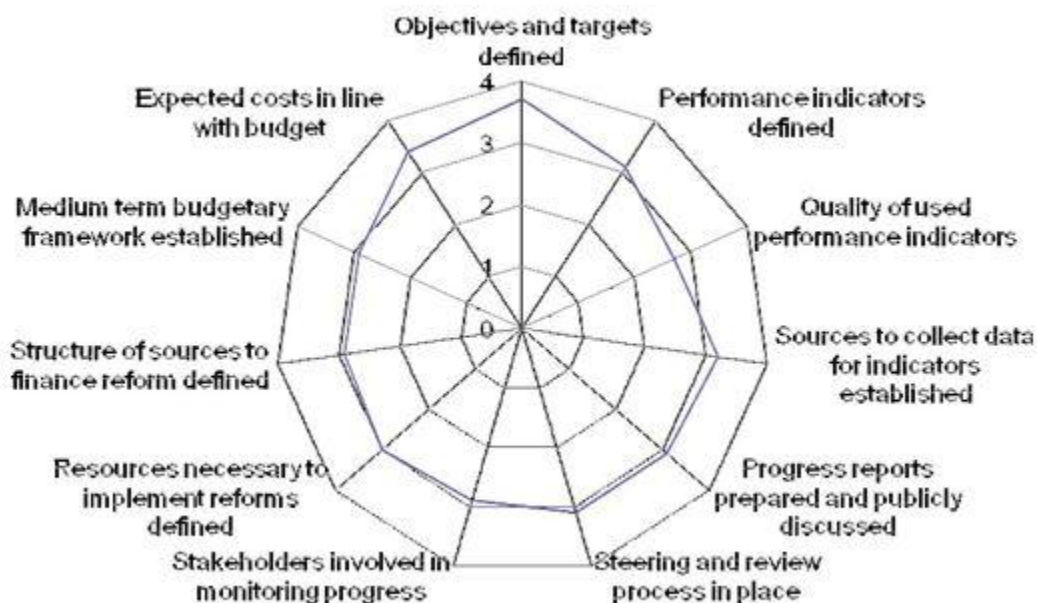 Objectives and targets
defined
4
Expected costs in line
with budget
Performance indicators
defined
3
Medium term budgetary
framework established
2
Quality of used
performance indicators
1
0
Structure of sources to
finance reform defined
Sources to collect data
for indicators
established
Resources necessary to
implement reforms
defined
Progress reports
prepared and publicly
discussed
Stakeholders involved in
monitoring progress
Steering and review
process in place